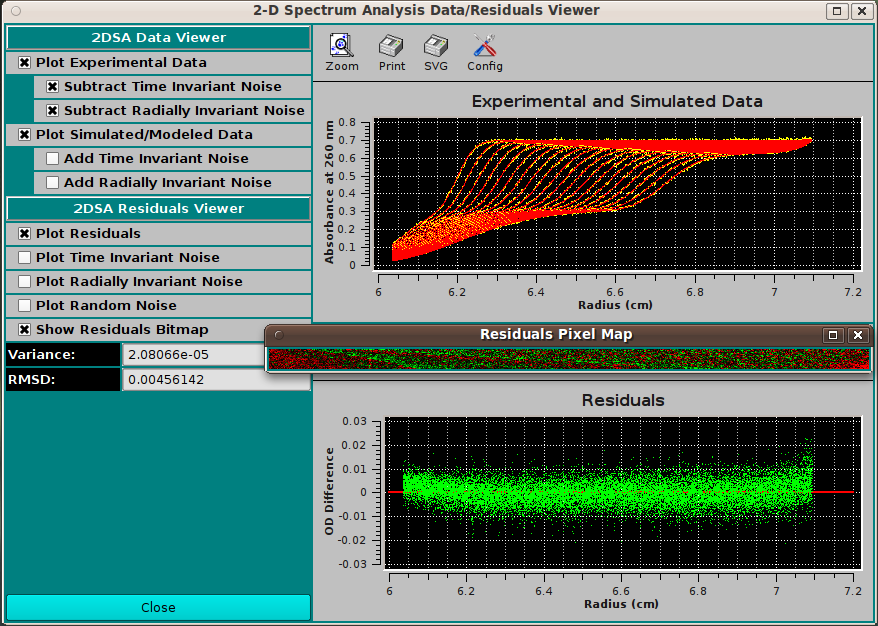 2-D Spectrum Analysis Data/Residuals Viewer
2DSA Data Viewer
Plot Experimental Data
Subtract Time Invariant Noise
Subtract Radially Invariant Noise
Plot Simulated/Modeled Data
Add Time Invariant Noise
Add Radially Invariant Noise
2DSA Residuals Viewer
Plot Residuals
Plot Time Invariant Noise
Plot Radially Invariant Noise
Plot Random Noise
Show Residuals Bitmap
Variance: 2.08066e-05
RMSD: 0.00456142
Close
Zoom Print SVG Config
Experimental and Simulated Data
Absorbance at 260 nm
0.8
0.7
0.6
0.5
0.4
0.3
0.2
0.1
0
6 6.2 6.4 6.6 6.8 7 7.2
Radius (cm)
Residuals Pixel Map
Residuals
OD Difference
0.03
0.02
0.01
0
-0.01
-0.02
-0.03
6 6.2 6.4 6.6 6.8 7 7.2
Radius (cm)